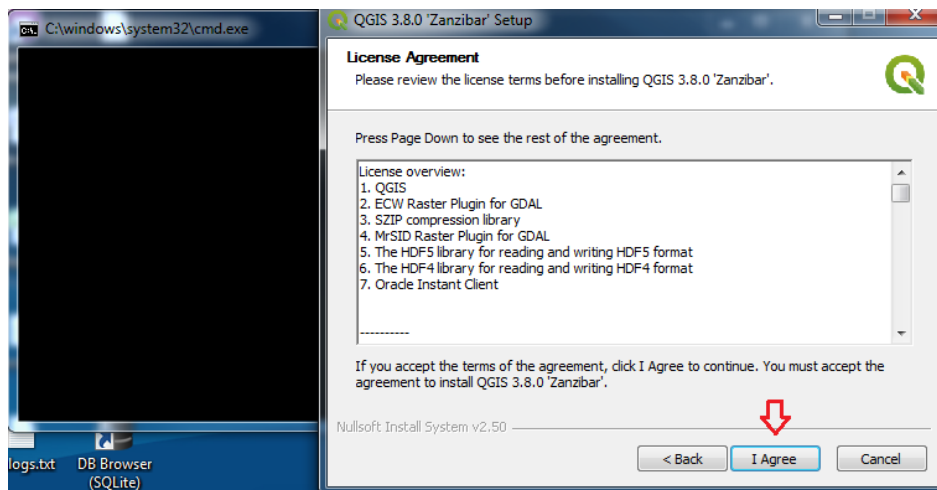 C:\windows\system32\cmd.exe
QGIS 3.8.0 'Zanzibar' Setup
License Agreement
Please review the license terms before installing QGIS 3.8.0 'Zanzibar'.
Press Page Down to see the rest of the agreement.
License overview:
1. QGIS
2. ECW Raster Plugin for GDAL
3. SZIP compression library
4. MrSID Raster Plugin for GDAL
5. The HDF5 library for reading and writing HDF5 format
6. The HDF4 library for reading and writing HDF4 format
7. Oracle Instant Client
----------
If you accept the terms of the agreement, click I Agree to continue. You must accept the
agreement to install QGIS 3.8.0 'Zanzibar'.
Nullsoft Install System v2.50
< Back I Agree Cancel
logs.txt DB Browser
(SQLite)